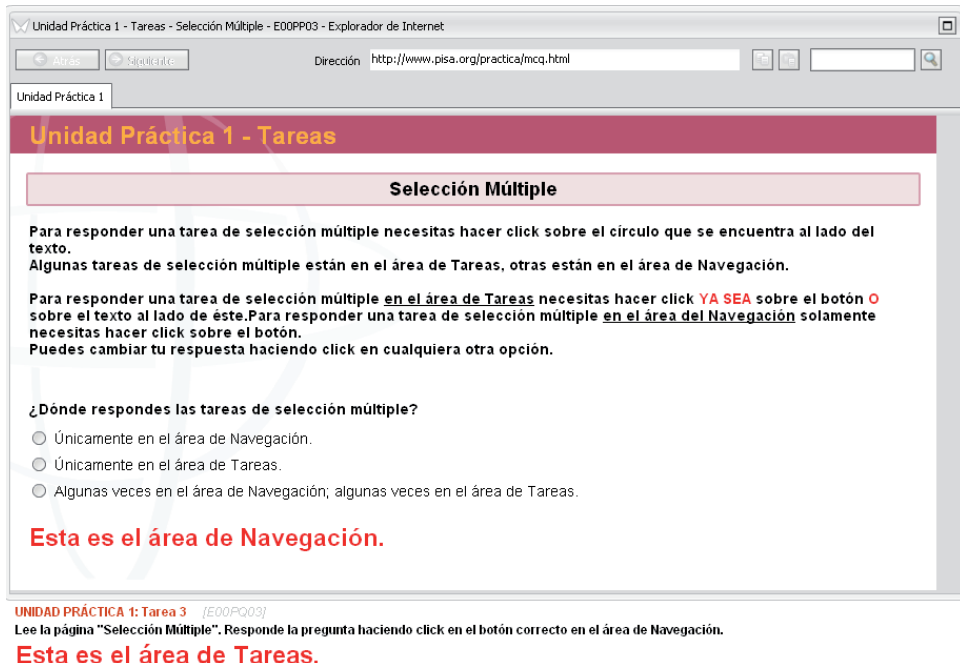 Unidad Práctica 1 - Tareas - Selección Múltiple - E00PP03 - Explorador de Internet
Atrás Siguiente Dirección http://www.pisa.org/practica/mcq.html
Unidad Práctica 1
Unidad Práctica 1 - Tareas
Selección Múltiple
Para responder una tarea de selección múltiple necesitas hacer click sobre el círculo que se encuentra al lado del
texto.
Algunas tareas de selección múltiple están en el área de Tareas, otras están en el área de Navegación.
Para responder una tarea de selección múltiple en el área de Tareas necesitas hacer click YA SEA sobre el botón O
sobre el texto al lado de éste.Para responder una tarea de selección múltiple en el área del Navegación solamente
necesitas hacer click sobre el botón.
Puedes cambiar tu respuesta haciendo click en cualquiera otra opción.
¿Dónde respondes las tareas de selección múltiple?
Únicamente en el área de Navegación.
Únicamente en el área de Tareas.
Algunas veces en el área de Navegación; algunas veces en el área de Tareas.
Esta es el área de Navegación.
UNIDAD PRÁCTICA 1: Tarea 3 [E00PQ03]
Lee la página "Selección Múltiple". Responde la pregunta haciendo click en el botón correcto en el área de Navegación.
Esta es el área de Tareas.